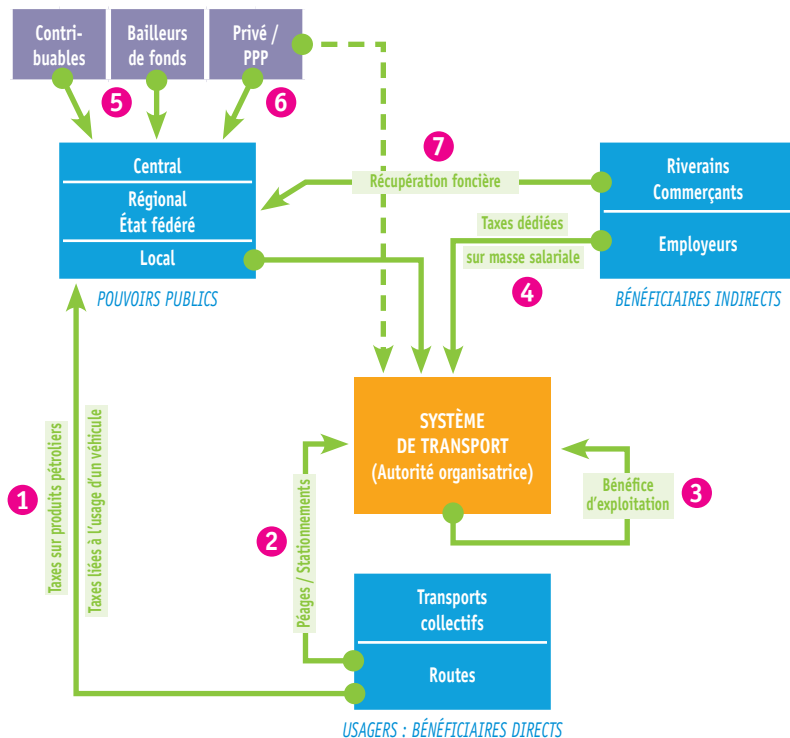 Contri-
buables
Bailleurs
de fonds
Privé /
PPP
5
6
Central
Régional
État fédéré
Local
POUVOIRS PUBLICS
7
Récupération foncière
Riverains
Commerçants
Employeurs
BÉNÉFICIAIRES INDIRECTS
Taxes dédiées
sur masse salariale
4
SYSTÈME
DE TRANSPORT
(Autorité organisatrice)
1
Taxes sur produits pétroliers
Taxes liées à l'usage d'un véhicule
2
Péages / Stationnements
Bénéfice
d'exploitation
3
Transports
collectifs
Routes
USAGERS : BÉNÉFICIAIRES DIRECTS